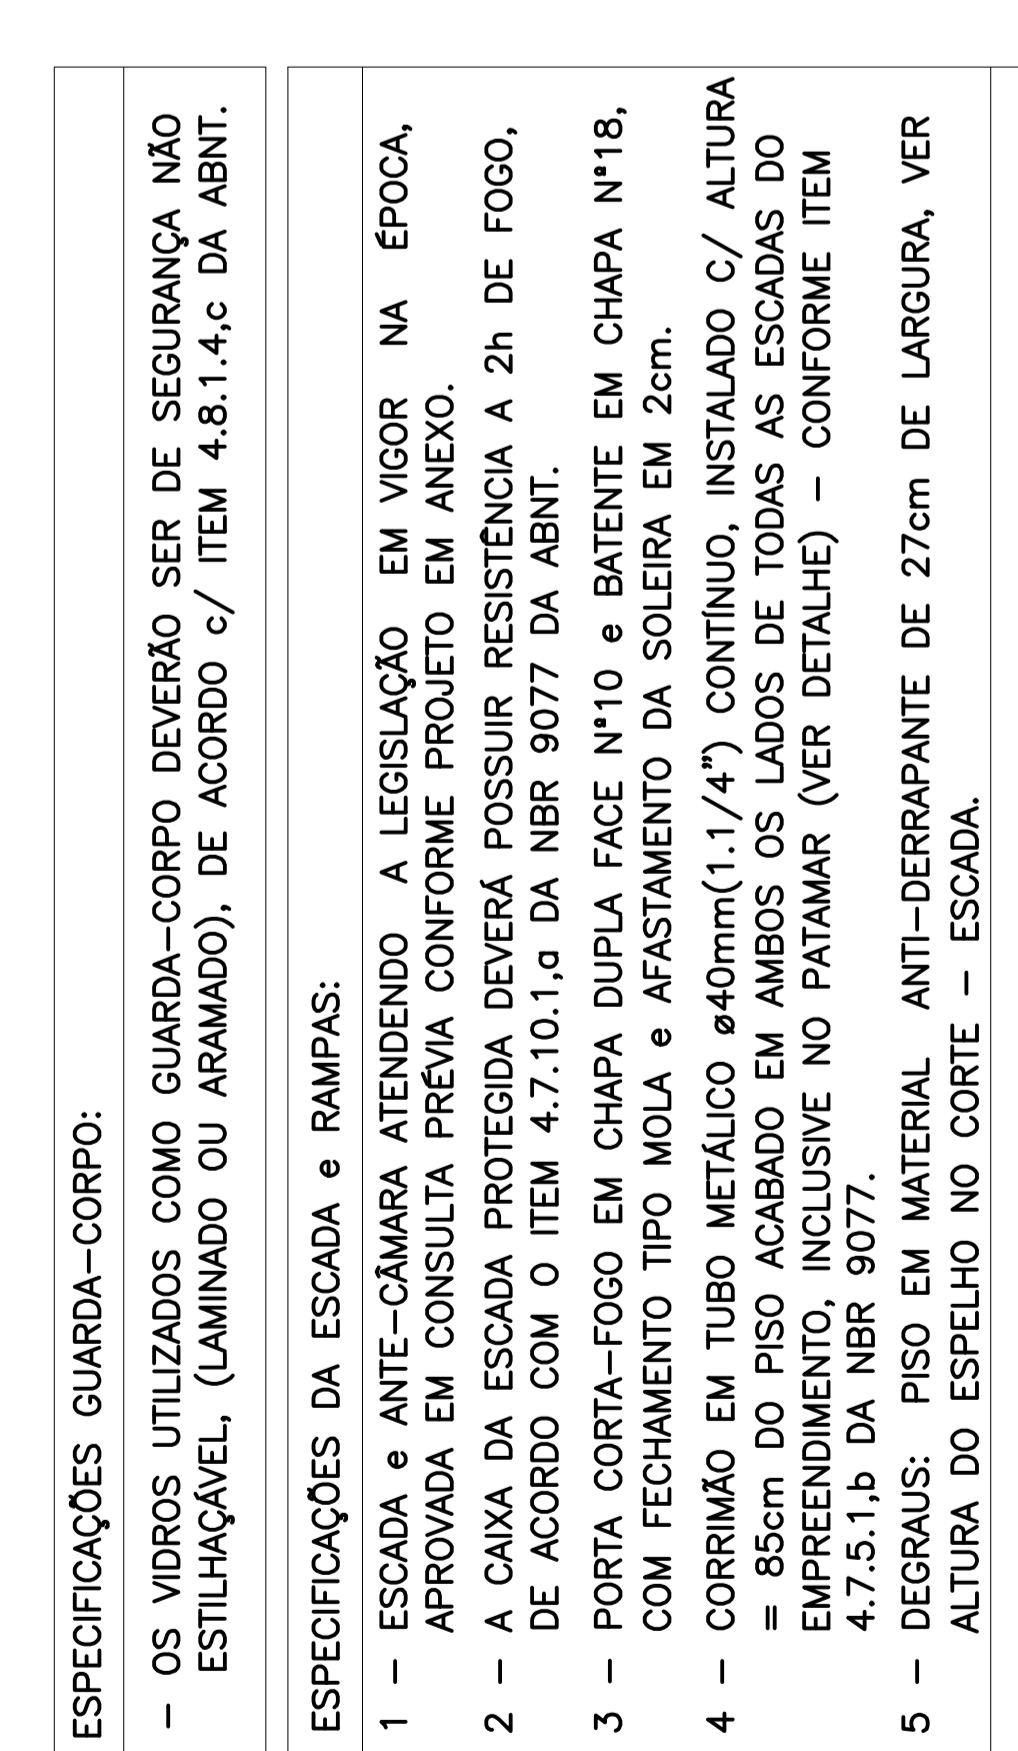 ESPECIFICAÇÕES GUARDA-CORPO:
- OS VIDROS UTILIZADOS COMO GUARDA-CORPO DEVERÃO SER DE SEGURANÇA NÃO
ESTILHAÇÁVEL, (LAMINADO OU ARAMADO), DE ACORDO c/ ITEM 4.8.1.4,c DA ABNT.
ESPECIFICAÇÕES DA ESCADA e RAMPAS:
1 - ESCADA e ANTE-CÂMARA ATENDENDO A LEGISLAÇÃO EM VIGOR NA ÉPOCA,
APROVADA EM CONSULTA PRÉVIA CONFORME PROJETO EM ANEXO.
2 - A CAIXA DA ESCADA PROTEGIDA DEVERÁ POSSUIR RESISTÊNCIA A 2h DE FOGO,
DE ACORDO COM O ITEM 4.7.10.1,a DA NBR 9077 DA ABNT.
3 - PORTA CORTA-FOGO EM CHAPA DUPLA FACE N°10 e BATENTE EM CHAPA N°18,
COM FECHAMENTO TIPO MOLA e AFASTAMENTO DA SOLEIRA EM 2cm.
4 - CORRIMÃO EM TUBO METÁLICO ø40mm(1.1/4") CONTÍNUO, INSTALADO C/ ALTURA
= 85cm DO PISO ACABADO EM AMBOS OS LADOS DE TODAS AS ESCADAS DO
EMPREENDIMENTO, INCLUSIVE NO PATAMAR (VER DETALHE) - CONFORME ITEM
4.7.5.1,b DA NBR 9077.
5 - DEGRAUS: PISO EM MATERIAL ANTI-DERRAPANTE DE 27cm DE LARGURA, VER
ALTURA DO ESPELHO NO CORTE - ESCADA.